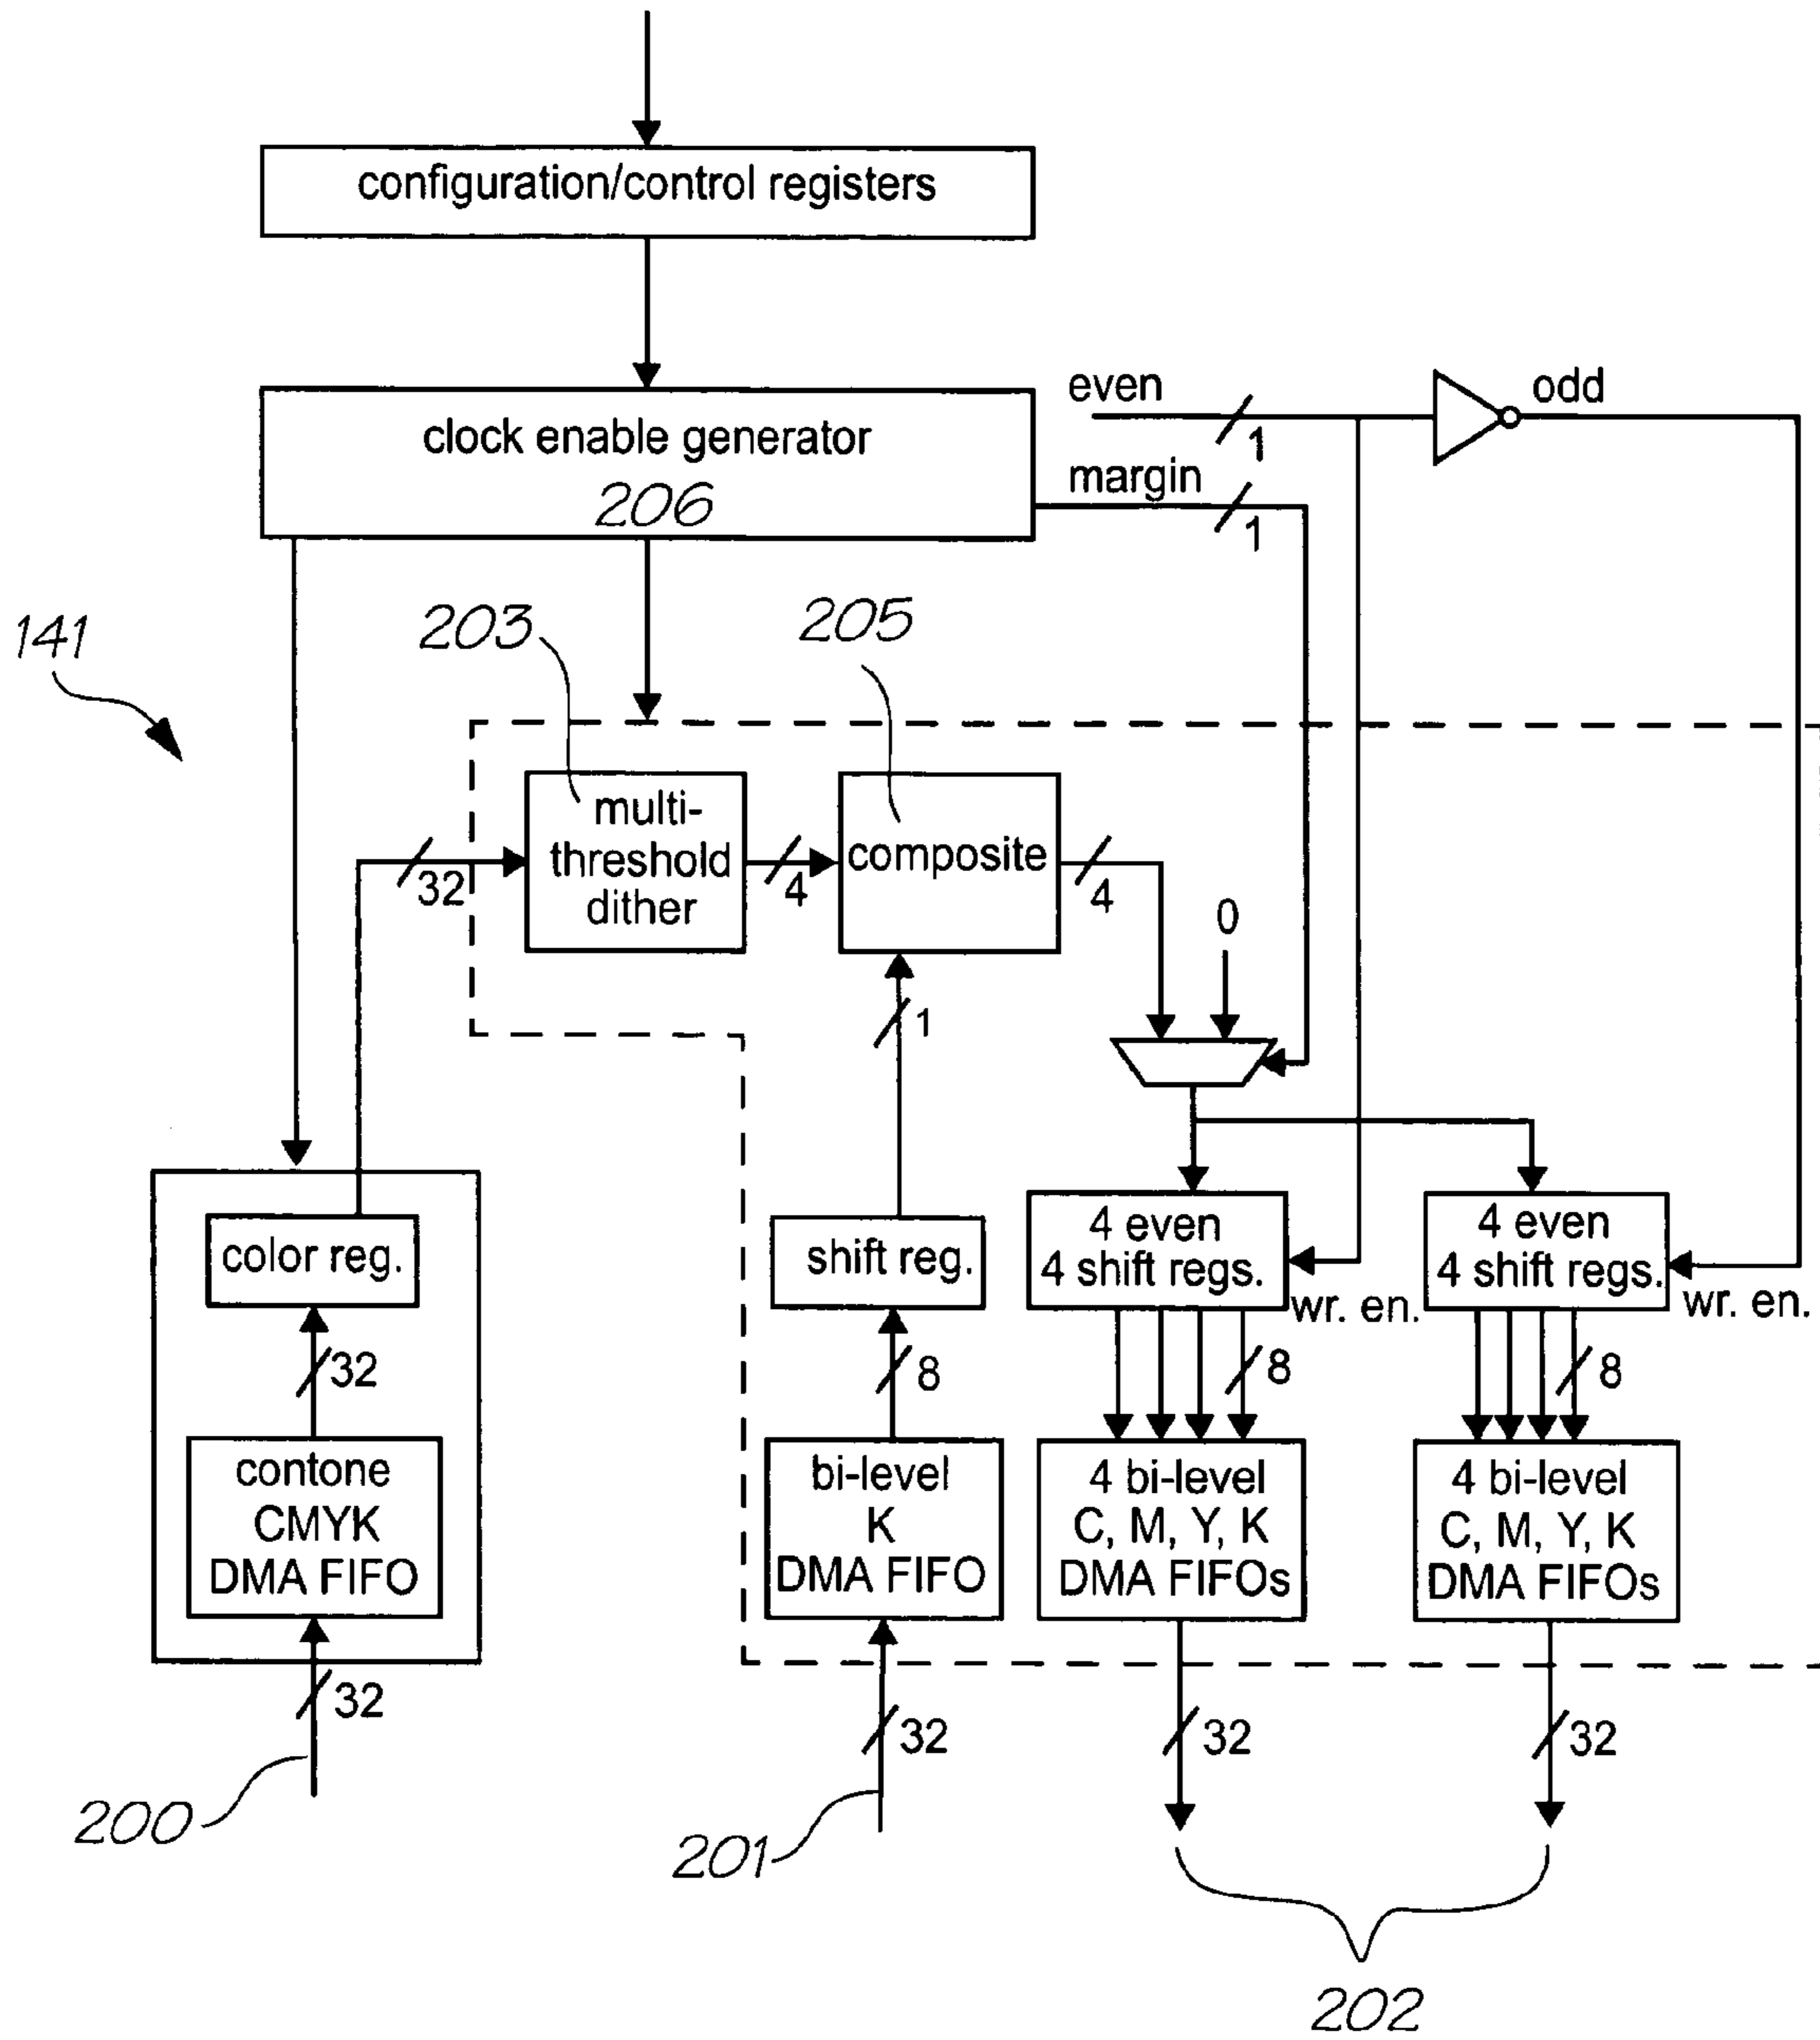 configuration/control registers
even
odd
clock enable generator
206
1
margin
1
141
203
205
multi-
threshold
dither
composite
32
4
4
0
1
color reg.
shift reg.
4 even
4 shift regs.
wr. en.
4 even
4 shift regs.
wr. en.
32
8
8
8
contone
CMYK
DMA FIFO
bi-level
K
DMA FIFO
4 bi-level
C, M, Y, K
DMA FIFOs
4 bi-level
C, M, Y, K
DMA FIFOs
32
32
32
32
200
201
202